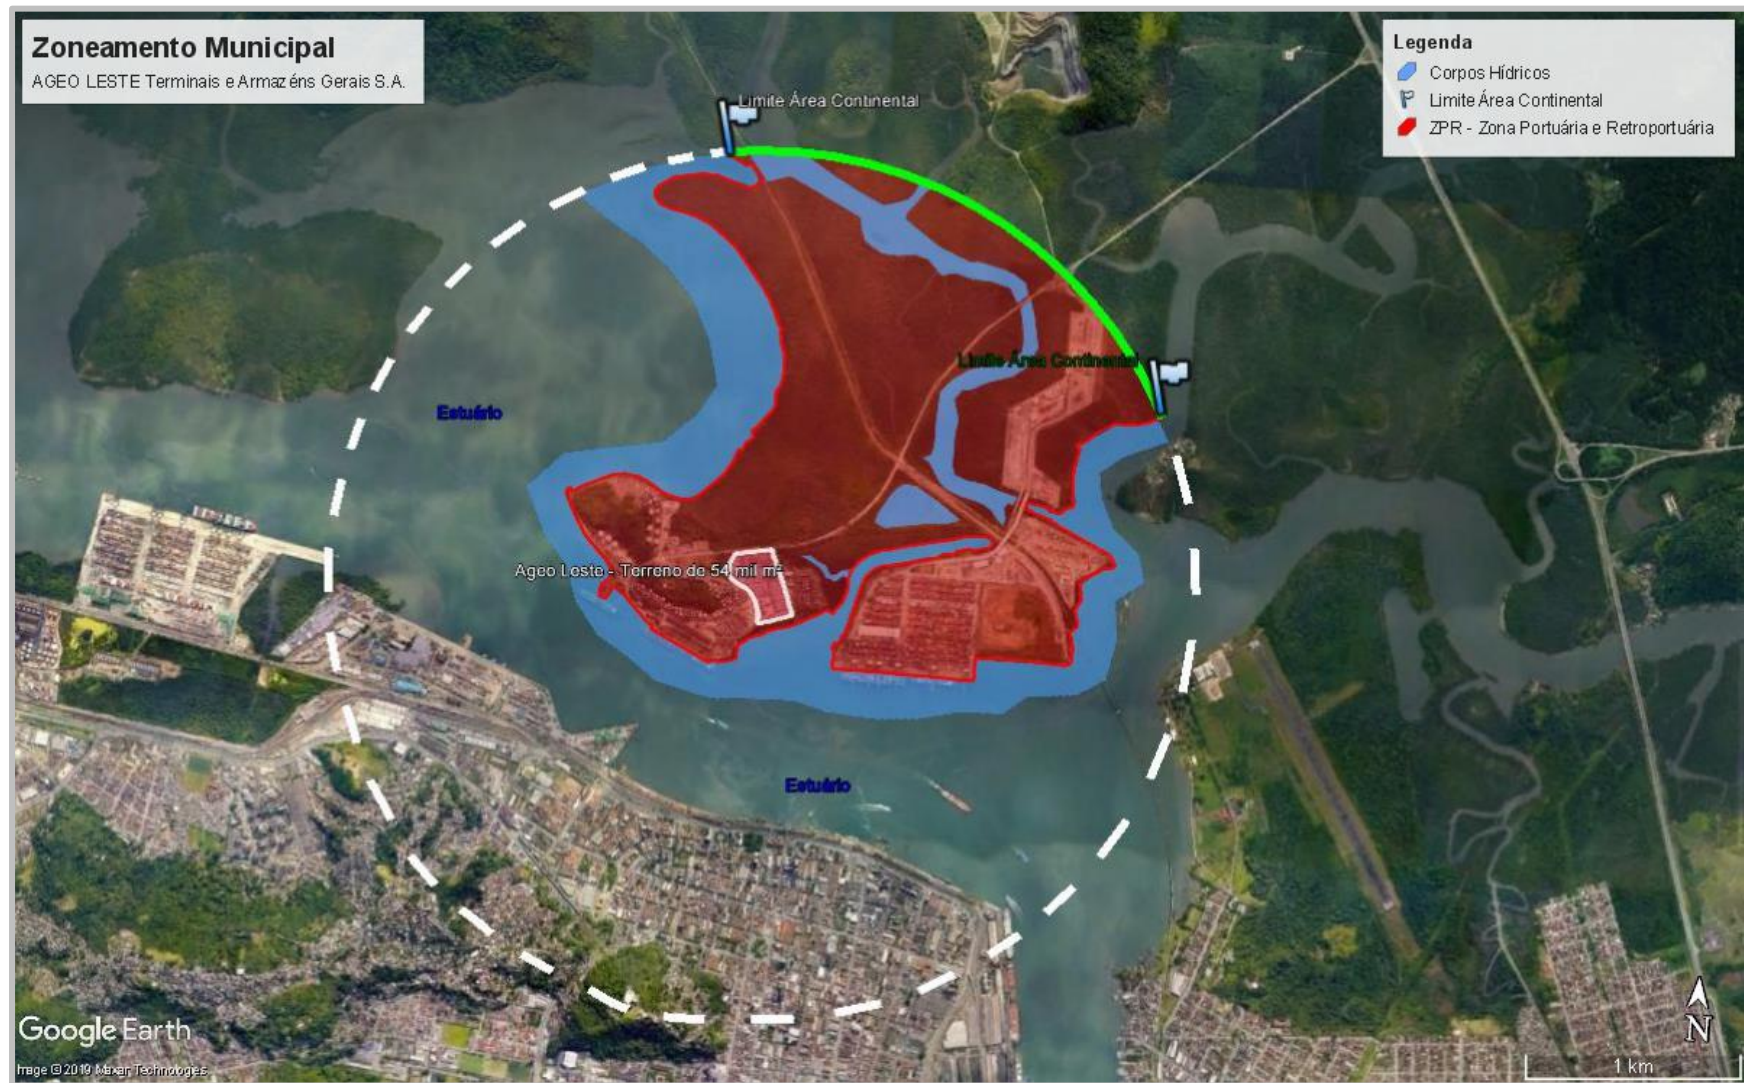 Zoneamento Municipal
AGEO LESTE Terminais e Armazéns Gerais S.A.
Legenda
Corpos Hídricos
Limite Área Continental
ZPR - Zona Portuária e Retroportuária
Limite Área Continental
Limite Área Continental
Estuário
Ageo Leste - Terreno de 54 mil m²
Estuário
Google Earth
Image © 2019 Maxar Technologies
N
1 km